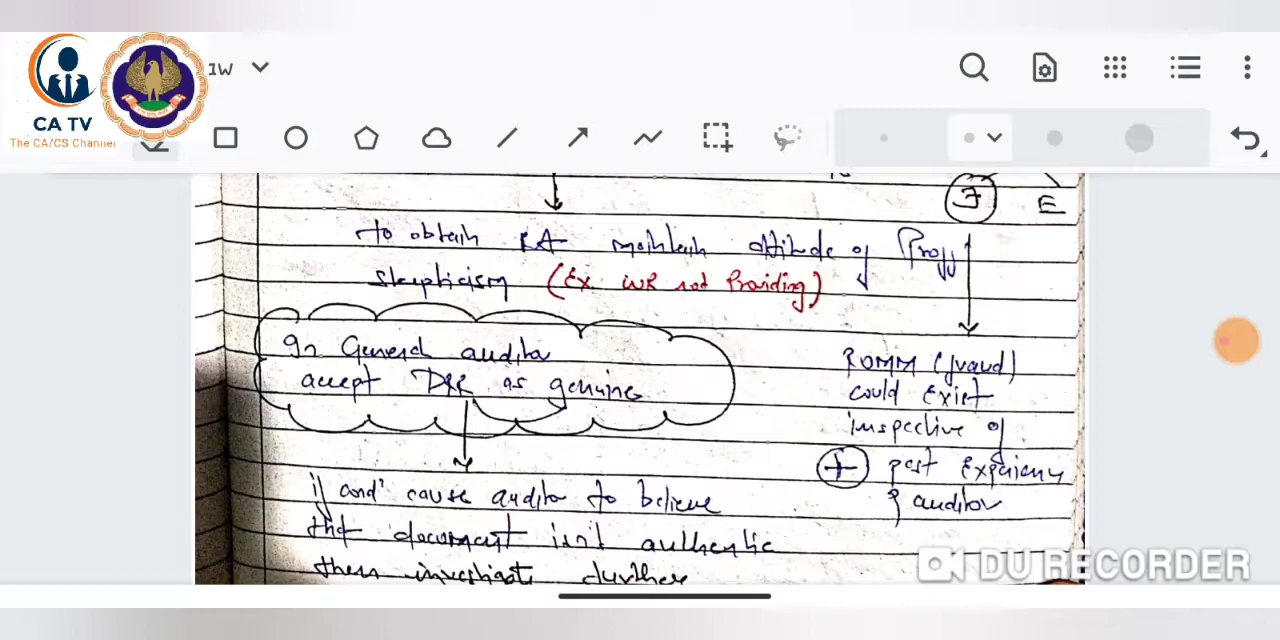 1W
CA TV
The CA/CS Channel
F E
to obtain RA maintain attitude of Proff
skepticism (Ex. WR not Providing)
In General auditor
accept D&R as genuine
ROMM (fraud)
could exist
irrespective of
+ past Experience
of auditor
if cond' cause auditor to believe
that document isn't authentic
then investigate further
DU RECORDER